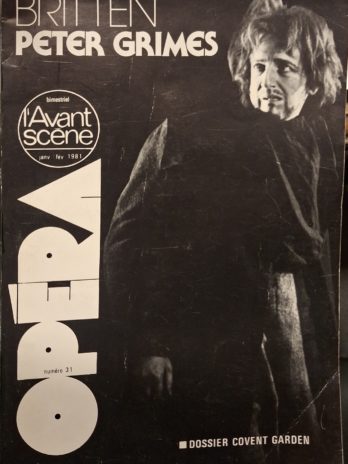 BRITTEN
PETER GRIMES
bimestriel
l'Avant
scène
janv fev 1981
OPÉRA
numéro 31
DOSSIER COVENT GARDEN